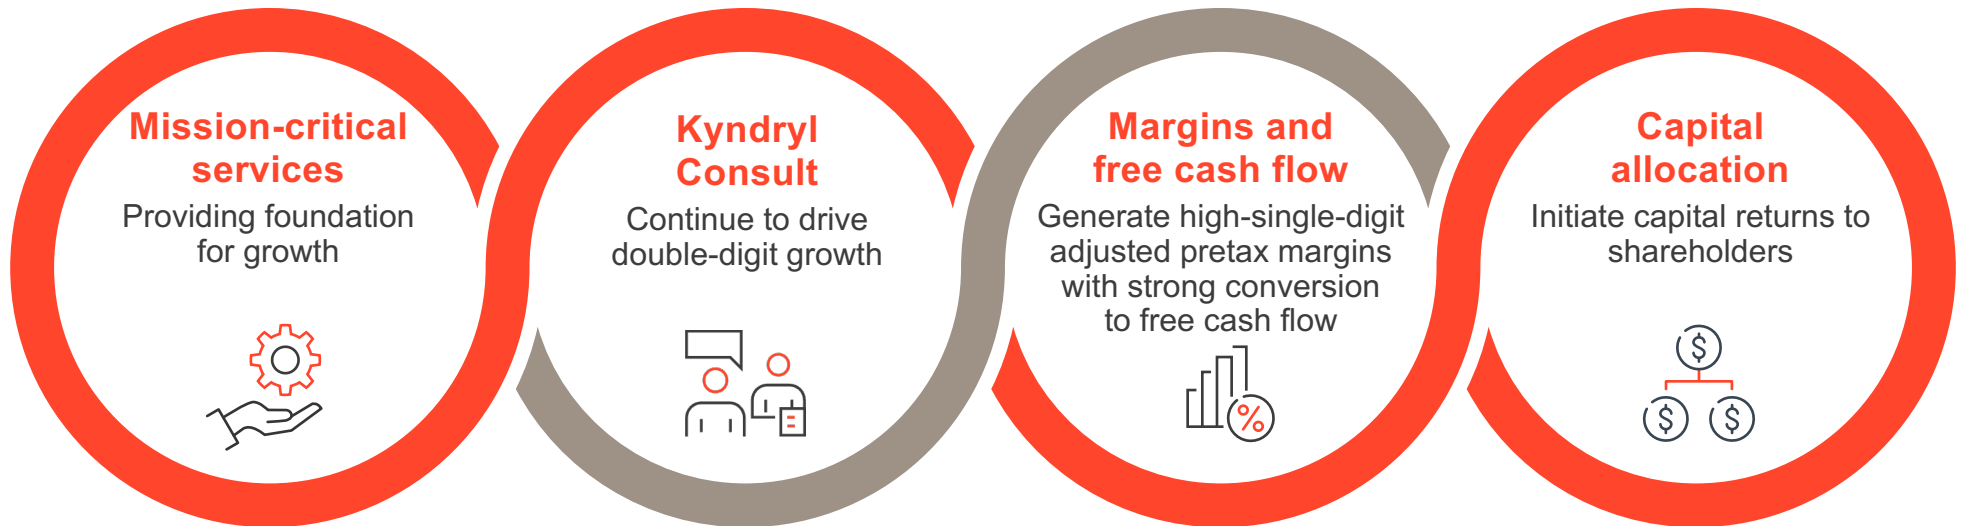 Mission-critical
services
Providing foundation
for growth
Kyndryl
Consult
Continue to drive
double-digit growth
Margins and
free cash flow
Generate high-single-digit
adjusted pretax margins
with strong conversion
to free cash flow
%
Capital
allocation
Initiate capital returns to
shareholders
$
$ $